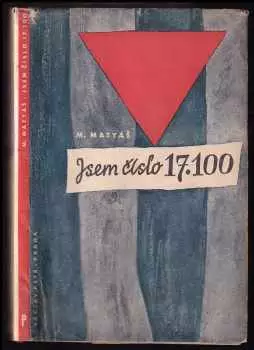 M. MATYÁŠ
Jsem číslo 17.100
M. MATYÁŠ · JSEM ČÍSLO 17.100